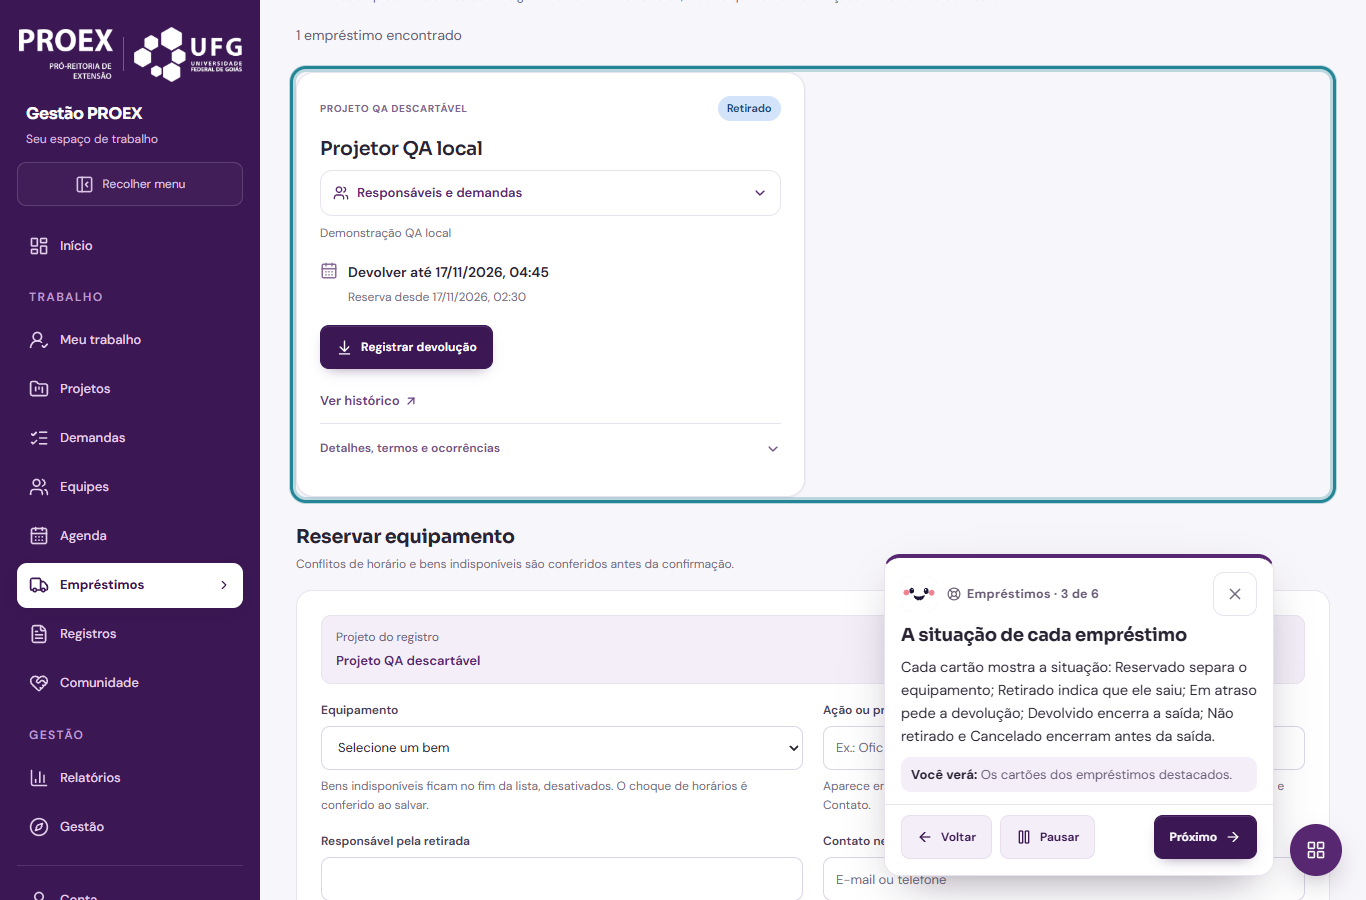 PROEX
PRÓ-REITORIA DE
EXTENSÃO
UFG
UNIVERSIDADE
FEDERAL DE GOIÁS
Gestão PROEX
Seu espaço de trabalho
Recolher menu
Início
TRABALHO
Meu trabalho
Projetos
Demandas
Equipes
Agenda
Empréstimos
Registros
Comunidade
GESTÃO
Relatórios
Gestão
Conta
1 empréstimo encontrado
PROJETO QA DESCARTÁVEL
Retirado
Projetor QA local
Responsáveis e demandas
Demonstração QA local
Devolver até 17/11/2026, 04:45
Reserva desde 17/11/2026, 02:30
Registrar devolução
Ver histórico
Detalhes, termos e ocorrências
Reservar equipamento
Conflitos de horário e bens indisponíveis são conferidos antes da confirmação.
Projeto do registro
Projeto QA descartável
Equipamento
Selecione um bem
Bens indisponíveis ficam no fim da lista, desativados. O choque de horários é
conferido ao salvar.
Responsável pela retirada
Ação ou
Ex.:
Aparece
e
Contato.
Contato
E-mail ou telefone
Empréstimos · 3 de 6
A situação de cada empréstimo
Cada cartão mostra a situação: Reservado separa o
equipamento; Retirado indica que ele saiu; Em atraso
pede a devolução; Devolvido encerra a saída; Não
retirado e Cancelado encerram antes da saída.
Você verá: Os cartões dos empréstimos destacados.
Voltar
Pausar
Próximo